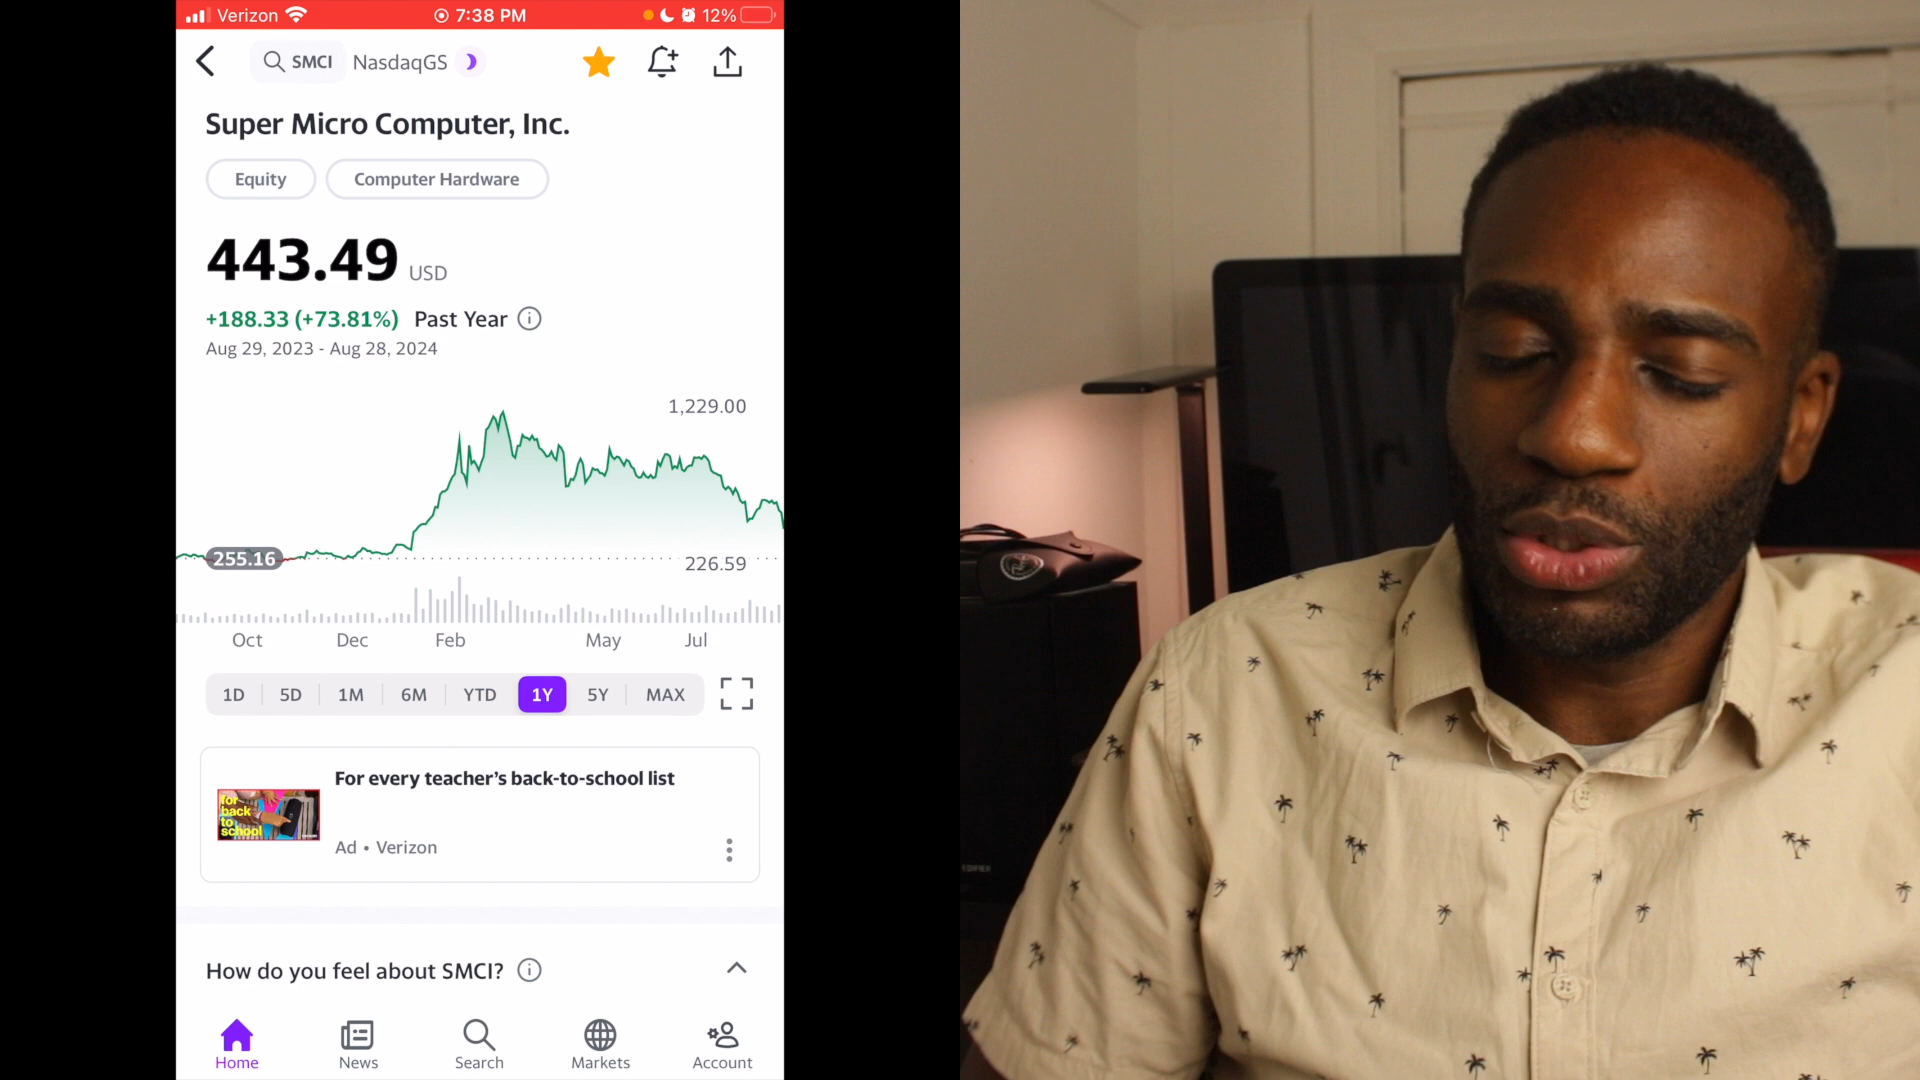 Verizon 7:38 PM 12%
SMCI NasdaqGS
Super Micro Computer, Inc.
Equity Computer Hardware
443.49 USD
+188.33 (+73.81%) Past Year
Aug 29, 2023 - Aug 28, 2024
1,229.00
255.16
226.59
Oct Dec Feb May Jul
1D 5D 1M 6M YTD 1Y 5Y MAX
For every teacher's back-to-school list
for
back
to
school
Ad • Verizon
How do you feel about SMCI?
Home News Search Markets Account
EDIFIER